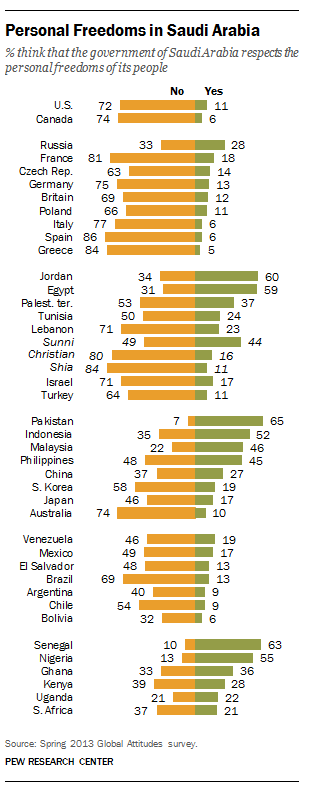 Personal Freedoms in Saudi Arabia
% think that the government of Saudi Arabia respects the
personal freedoms of its people
No Yes
U.S. 72 11
Canada 74 6
Russia 33 28
France 81 18
Czech Rep. 63 14
Germany 75 13
Britain 69 12
Poland 66 11
Italy 77 6
Spain 86 6
Greece 84 5
Jordan 34 60
Egypt 31 59
Palest. ter. 53 37
Tunisia 50 24
Lebanon 71 23
Sunni 49 44
Christian 80 16
Shia 84 11
Israel 71 17
Turkey 64 11
Pakistan 7 65
Indonesia 35 52
Malaysia 22 46
Philippines 48 45
China 37 27
S. Korea 58 19
Japan 46 17
Australia 74 10
Venezuela 46 19
Mexico 49 17
El Salvador 48 13
Brazil 69 13
Argentina 40 9
Chile 54 9
Bolivia 32 6
Senegal 10 63
Nigeria 13 55
Ghana 33 36
Kenya 39 28
Uganda 21 22
S. Africa 37 21
Source: Spring 2013 Global Attitudes survey.
PEW RESEARCH CENTER